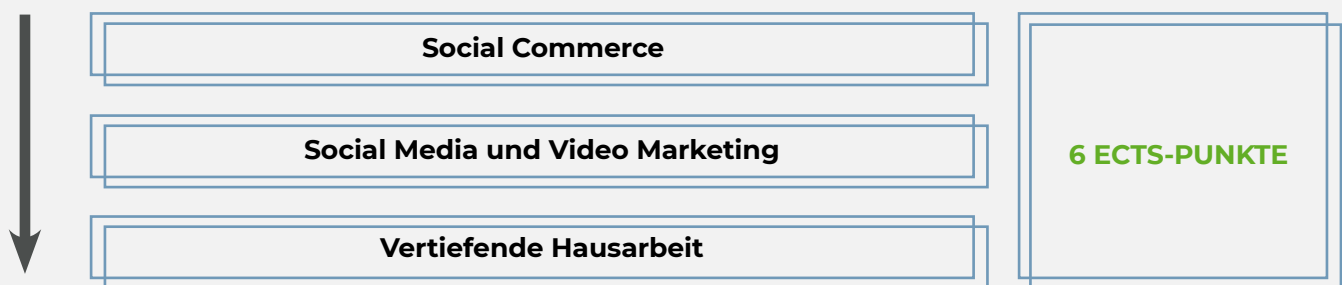 Social Commerce
Social Media und Video Marketing
6 ECTS-PUNKTE
Vertiefende Hausarbeit